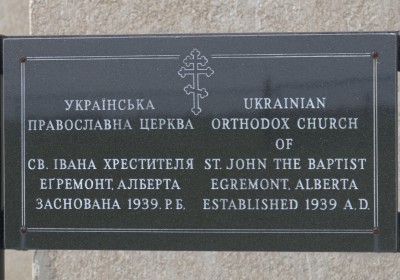 УКРАЇНСЬКА
ПРАВОСЛАВНА ЦЕРКВА
СВ. ІВАНА ХРЕСТИТЕЛЯ
ЕҐРЕМОНТ, АЛБЕРТА
ЗАСНОВАНА 1939. Р.Б.
UKRAINIAN
ORTHODOX CHURCH
OF
ST. JOHN THE BAPTIST
EGREMONT, ALBERTA
ESTABLISHED 1939 A.D.